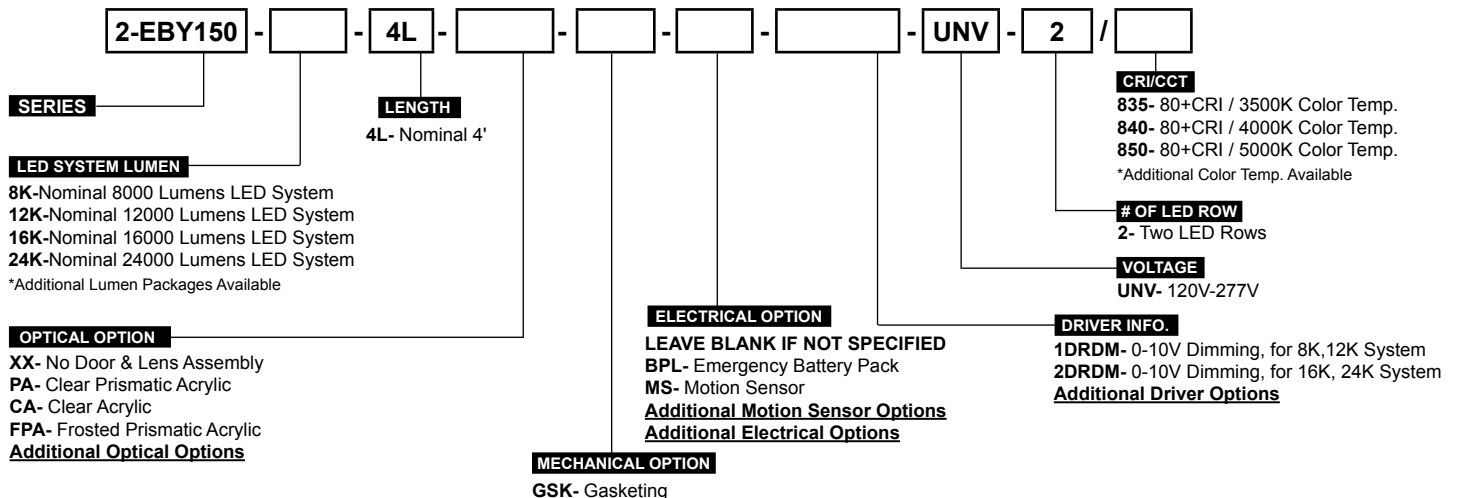 2-EBY150 - - 4L - - - - - UNV - 2 /
SERIES
LENGTH
4L- Nominal 4'
LED SYSTEM LUMEN
8K-Nominal 8000 Lumens LED System
12K-Nominal 12000 Lumens LED System
16K-Nominal 16000 Lumens LED System
24K-Nominal 24000 Lumens LED System
*Additional Lumen Packages Available
OPTICAL OPTION
XX- No Door & Lens Assembly
PA- Clear Prismatic Acrylic
CA- Clear Acrylic
FPA- Frosted Prismatic Acrylic
Additional Optical Options
MECHANICAL OPTION
GSK- Gasketing
ELECTRICAL OPTION
LEAVE BLANK IF NOT SPECIFIED
BPL- Emergency Battery Pack
MS- Motion Sensor
Additional Motion Sensor Options
Additional Electrical Options
DRIVER INFO.
1DRDM- 0-10V Dimming, for 8K,12K System
2DRDM- 0-10V Dimming, for 16K, 24K System
Additional Driver Options
VOLTAGE
UNV- 120V-277V
# OF LED ROW
2- Two LED Rows
CRI/CCT
835- 80+CRI / 3500K Color Temp.
840- 80+CRI / 4000K Color Temp.
850- 80+CRI / 5000K Color Temp.
*Additional Color Temp. Available